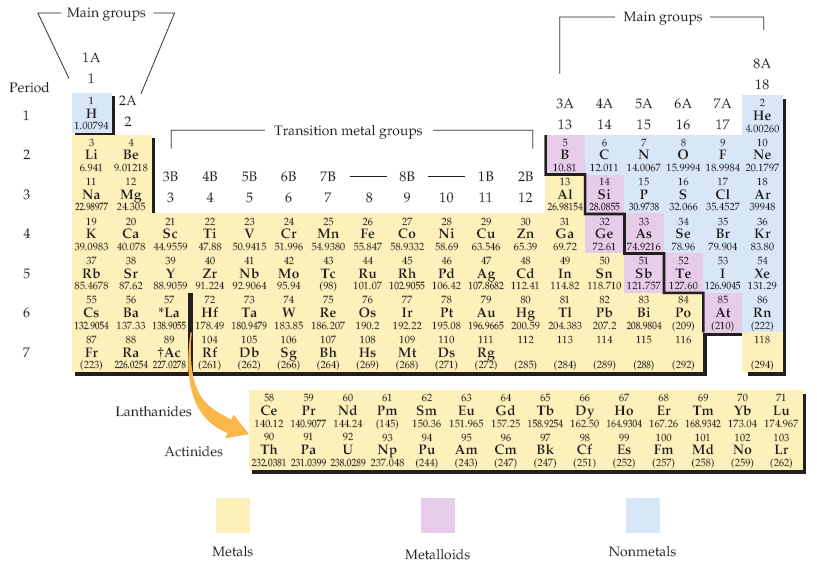 Main groups Main groups
1A 8A
1 18
Period
1 2A 3A 4A 5A 6A 7A 2
1 H 2 13 14 15 16 17 He
1.00794 4.00260
Transition metal groups
3 4 5 6 7 8 9 10
2 Li Be B C N O F Ne
6.941 9.01218 10.81 12.011 14.0067 15.9994 18.9984 20.1797
3B 4B 5B 6B 7B 8B 1B 2B
11 12 13 14 15 16 17 18
3 Na Mg 3 4 5 6 7 8 9 10 11 12 Al Si P S Cl Ar
22.98977 24.305 26.98154 28.0855 30.9738 32.066 35.4527 39948
19 20 21 22 23 24 25 26 27 28 29 30 31 32 33 34 35 36
4 K Ca Sc Ti V Cr Mn Fe Co Ni Cu Zn Ga Ge As Se Br Kr
39.0983 40.078 44.9559 47.88 50.9415 51.996 54.9380 55.847 58.9332 58.69 63.546 65.39 69.72 72.61 74.9216 78.96 79.904 83.80
37 38 39 40 41 42 43 44 45 46 47 48 49 50 51 52 53 54
5 Rb Sr Y Zr Nb Mo Tc Ru Rh Pd Ag Cd In Sn Sb Te I Xe
85.4678 87.62 88.9059 91.224 92.9064 95.94 (98) 101.07 102.9055 106.42 107.8682 112.41 114.82 118.710 121.757 127.60 126.9045 131.29
55 56 57 72 73 74 75 76 77 78 79 80 81 82 83 84 85 86
6 Cs Ba *La Hf Ta W Re Os Ir Pt Au Hg Tl Pb Bi Po At Rn
132.9054 137.33 138.9055 178.49 180.9479 183.85 186.207 190.2 192.22 195.08 196.9665 200.59 204.383 207.2 208.9804 (209) (210) (222)
87 88 89 104 105 106 107 108 109 110 111 112 113 114 115 116 118
7 Fr Ra †Ac Rf Db Sg Bh Hs Mt Ds Rg
(223) 226.0254 227.0278 (261) (262) (266) (264) (269) (268) (271) (272) (285) (284) (289) (288) (292) (294)
58 59 60 61 62 63 64 65 66 67 68 69 70 71
Lanthanides Ce Pr Nd Pm Sm Eu Gd Tb Dy Ho Er Tm Yb Lu
140.12 140.9077 144.24 (145) 150.36 151.965 157.25 158.9254 162.50 164.9304 167.26 168.9342 173.04 174.967
90 91 92 93 94 95 96 97 98 99 100 101 102 103
Actinides Th Pa U Np Pu Am Cm Bk Cf Es Fm Md No Lr
232.0381 231.0399 238.0289 237.048 (244) (243) (247) (247) (251) (252) (257) (258) (259) (262)
Metals Metalloids Nonmetals